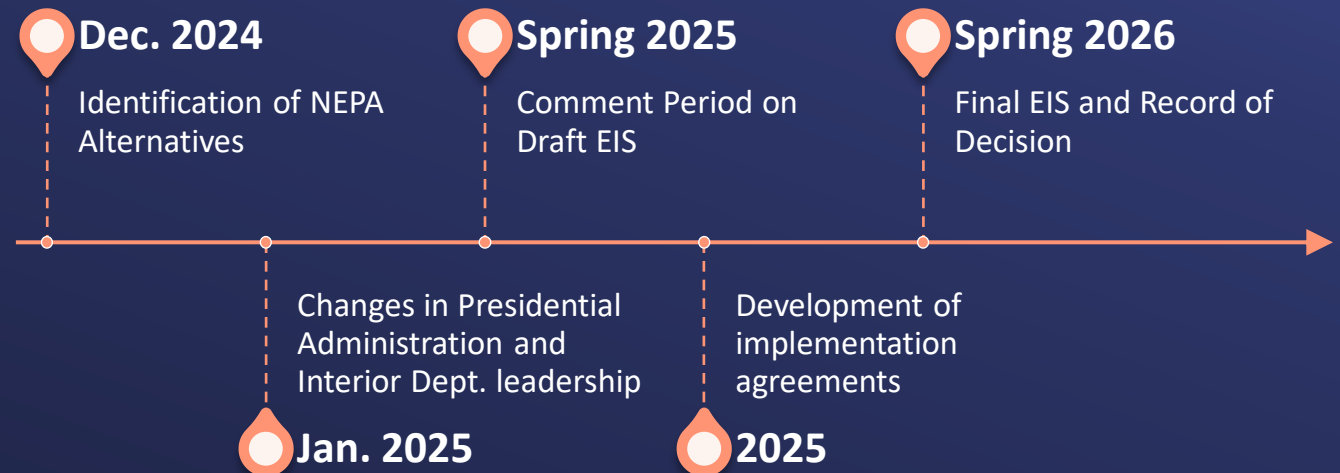 Dec. 2024
Identification of NEPA
Alternatives
Spring 2025
Comment Period on
Draft EIS
Spring 2026
Final EIS and Record of
Decision
Changes in Presidential
Administration and
Interior Dept. leadership
Jan. 2025
Development of
implementation
agreements
2025